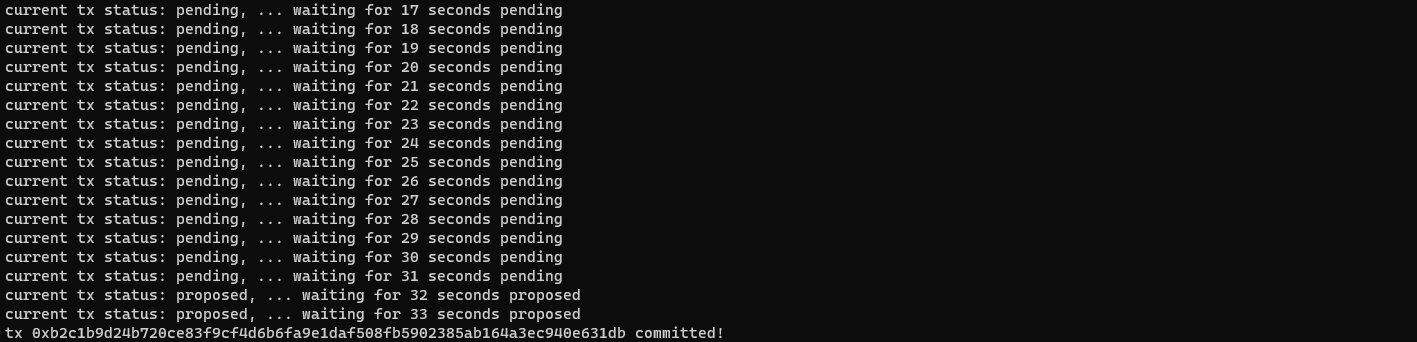 current tx status: pending, ... waiting for 17 seconds pending
current tx status: pending, ... waiting for 18 seconds pending
current tx status: pending, ... waiting for 19 seconds pending
current tx status: pending, ... waiting for 20 seconds pending
current tx status: pending, ... waiting for 21 seconds pending
current tx status: pending, ... waiting for 22 seconds pending
current tx status: pending, ... waiting for 23 seconds pending
current tx status: pending, ... waiting for 24 seconds pending
current tx status: pending, ... waiting for 25 seconds pending
current tx status: pending, ... waiting for 26 seconds pending
current tx status: pending, ... waiting for 27 seconds pending
current tx status: pending, ... waiting for 28 seconds pending
current tx status: pending, ... waiting for 29 seconds pending
current tx status: pending, ... waiting for 30 seconds pending
current tx status: pending, ... waiting for 31 seconds pending
current tx status: proposed, ... waiting for 32 seconds proposed
current tx status: proposed, ... waiting for 33 seconds proposed
tx 0xb2c1b9d24b720ce83f9cf4d6b6fa9e1daf508fb5902385ab164a3ec940e631db committed!